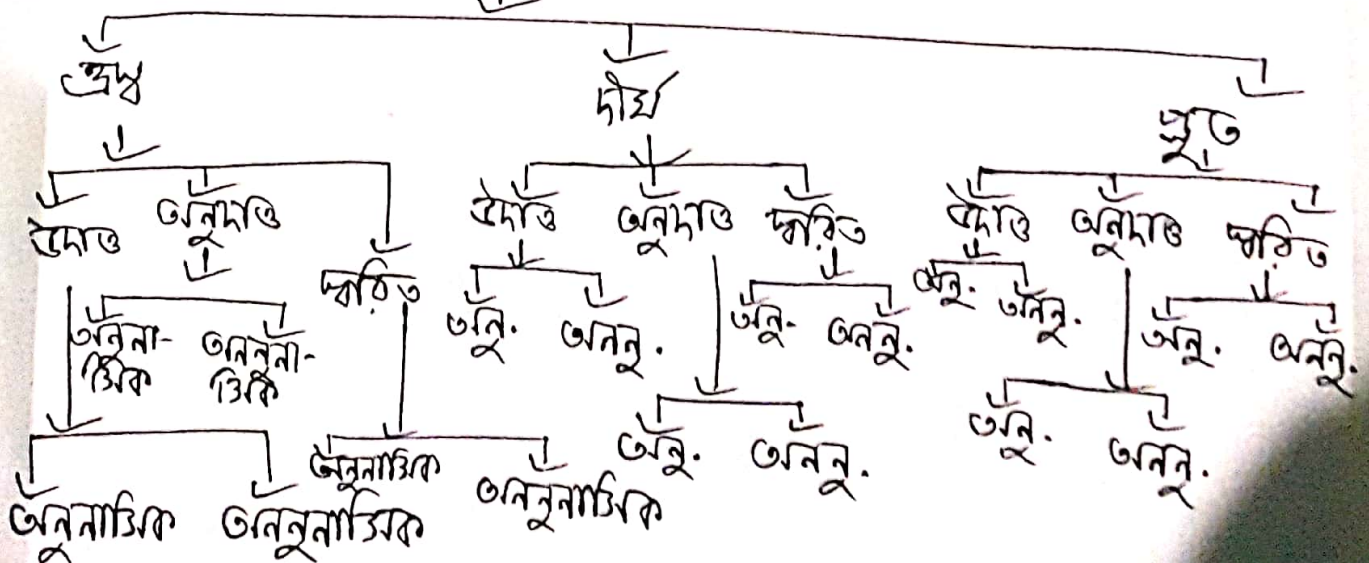 হ্রস্ব দীর্ঘ প্লুত
উদাত্ত অনুদাত্ত স্বরিত উদাত্ত অনুদাত্ত স্বরিত উদাত্ত অনুদাত্ত স্বরিত
অনুনা- অননুনা- অনু. অননু. অনু. অননু. অনু. অননু. অনু. অননু.
সিক সিক
অনু. অননু. অনু. অননু.
অনুনাসিক অননুনাসিক অনুনাসিক অননুনাসিক